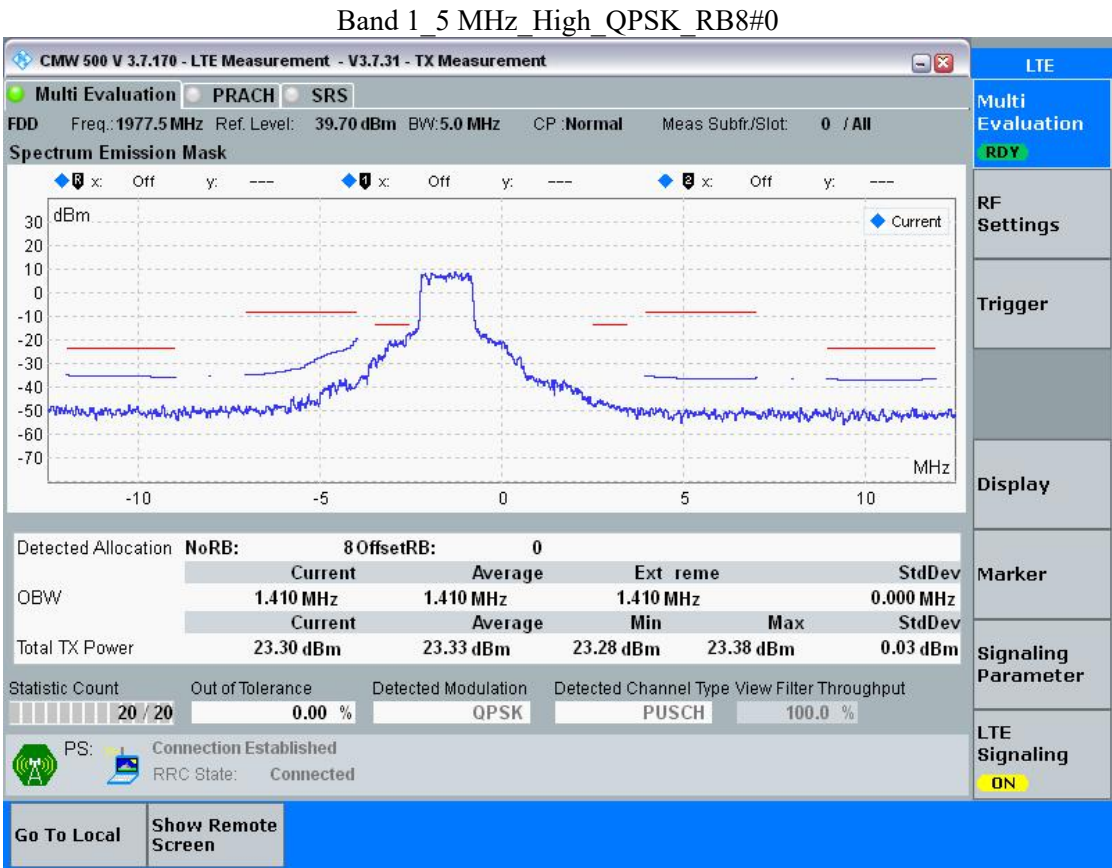 Band 1_5 MHz_High_QPSK_RB8#0
CMW 500 V 3.7.170 - LTE Measurement - V3.7.31 - TX Measurement
LTE
Multi Evaluation PRACH SRS
FDD Freq.: 1977.5 MHz Ref. Level: 39.70 dBm BW: 5.0 MHz CP : Normal Meas Subfr./Slot: 0 / All
Spectrum Emission Mask
R x: Off y: --- 1 x: Off y: --- 2 x: Off y: ---
dBm
Current
30
20
10
0
-10
-20
-30
-40
-50
-60
-70
MHz
-10 -5 0 5 10
Detected Allocation NoRB: 8 OffsetRB: 0
Current Average Ext reme StdDev
OBW 1.410 MHz 1.410 MHz 1.410 MHz 0.000 MHz
Current Average Min Max StdDev
Total TX Power 23.30 dBm 23.33 dBm 23.28 dBm 23.38 dBm 0.03 dBm
Statistic Count Out of Tolerance Detected Modulation Detected Channel Type View Filter Throughput
20 / 20 0.00 % QPSK PUSCH 100.0 %
PS: Connection Established
RRC State: Connected
Multi
Evaluation
RDY
RF
Settings
Trigger
Display
Marker
Signaling
Parameter
LTE
Signaling
ON
Go To Local
Show Remote
Screen